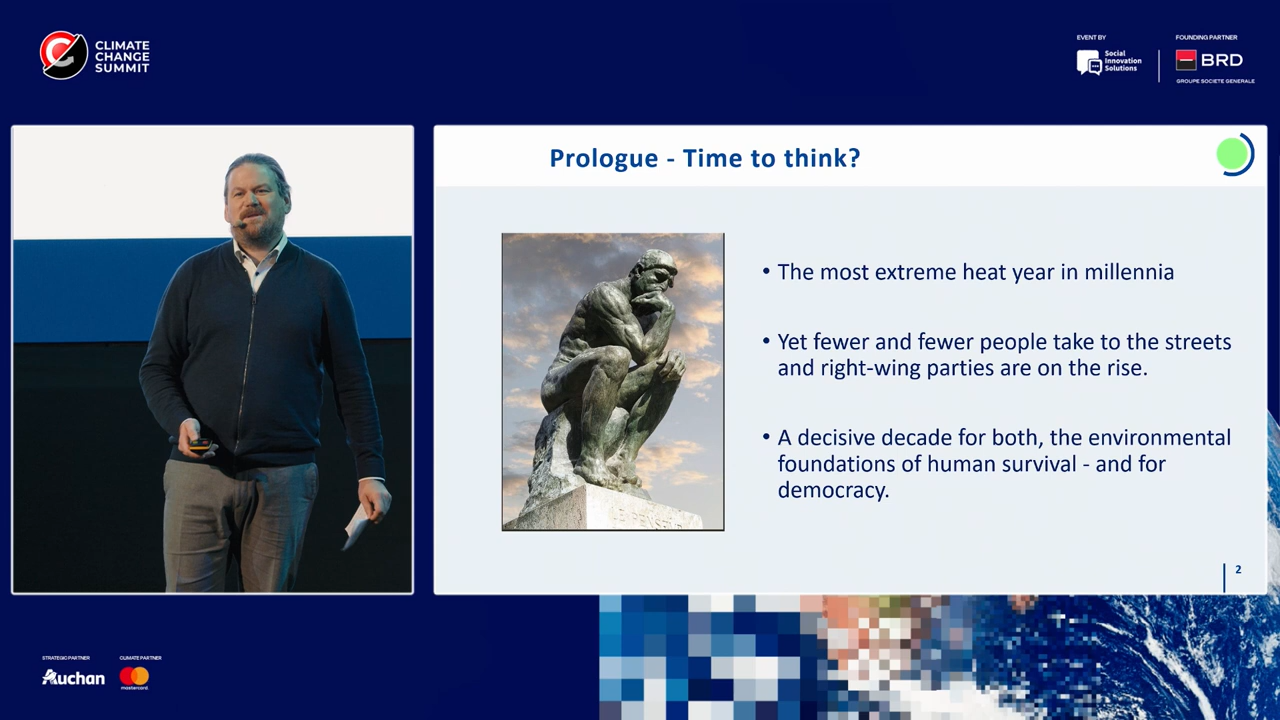 CLIMATE
CHANGE
SUMMIT
EVENT BY
Social
Innovation
Solutions
FOUNDING PARTNER
BRD
GROUPE SOCIETE GENERALE
Prologue - Time to think?
• The most extreme heat year in millennia
• Yet fewer and fewer people take to the streets
and right-wing parties are on the rise.
• A decisive decade for both, the environmental
foundations of human survival - and for
democracy.
2
STRATEGIC PARTNER
Auchan
CLIMATE PARTNER
mastercard